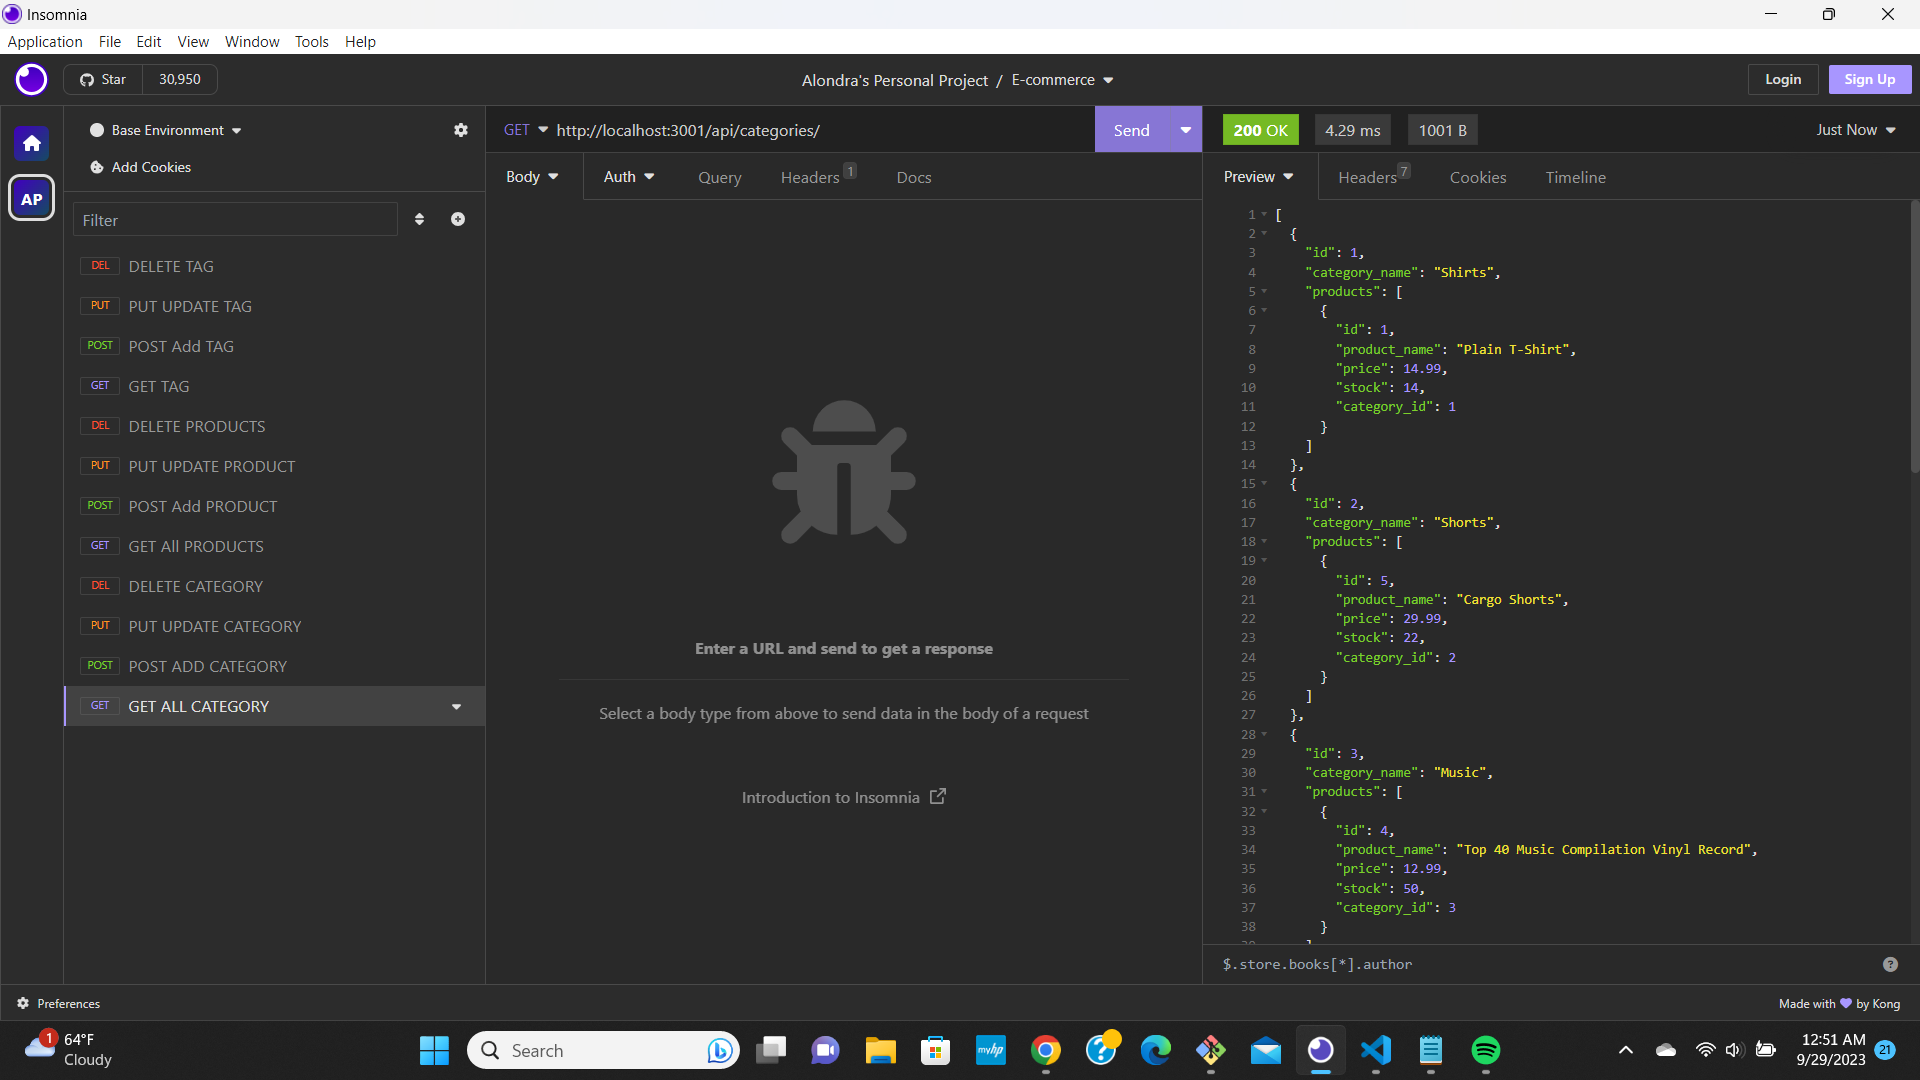 Insomnia
Application File Edit View Window Tools Help
Star 30,950
Alondra's Personal Project / E-commerce
Login Sign Up
Base Environment
Add Cookies
AP
Filter
DEL DELETE TAG
PUT PUT UPDATE TAG
POST POST Add TAG
GET GET TAG
DEL DELETE PRODUCTS
PUT PUT UPDATE PRODUCT
POST POST Add PRODUCT
GET GET All PRODUCTS
DEL DELETE CATEGORY
PUT PUT UPDATE CATEGORY
POST POST ADD CATEGORY
GET GET ALL CATEGORY
GET http://localhost:3001/api/categories/ Send
Body Auth Query Headers 1 Docs
Enter a URL and send to get a response
Select a body type from above to send data in the body of a request
Introduction to Insomnia
200 OK 4.29 ms 1001 B Just Now
Preview Headers 7 Cookies Timeline
1 [
2 {
3 "id": 1,
4 "category_name": "Shirts",
5 "products": [
6 {
7 "id": 1,
8 "product_name": "Plain T-Shirt",
9 "price": 14.99,
10 "stock": 14,
11 "category_id": 1
12 }
13 ]
14 },
15 {
16 "id": 2,
17 "category_name": "Shorts",
18 "products": [
19 {
20 "id": 5,
21 "product_name": "Cargo Shorts",
22 "price": 29.99,
23 "stock": 22,
24 "category_id": 2
25 }
26 ]
27 },
28 {
29 "id": 3,
30 "category_name": "Music",
31 "products": [
32 {
33 "id": 4,
34 "product_name": "Top 40 Music Compilation Vinyl Record",
35 "price": 12.99,
36 "stock": 50,
37 "category_id": 3
38 }
$.store.books[*].author
?
Preferences
Made with 💜 by Kong
1
64°F
Cloudy
Search
myhp
12:51 AM
9/29/2023
21